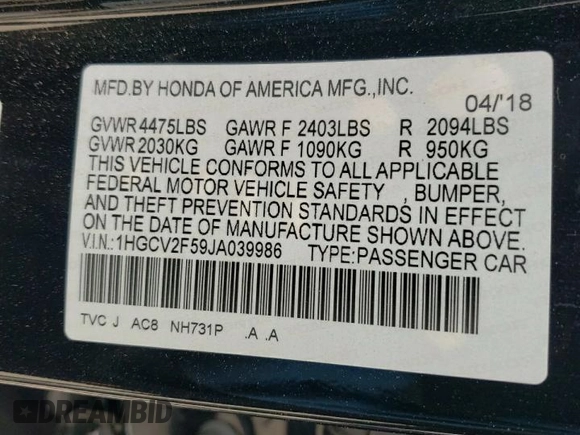 MFD.BY HONDA OF AMERICA MFG.,INC.
04/'18
GVWR 4475LBS GAWR F 2403LBS R 2094LBS
GVWR 2030KG GAWR F 1090KG R 950KG
THIS VEHICLE CONFORMS TO ALL APPLICABLE
FEDERAL MOTOR VEHICLE SAFETY , BUMPER,
AND THEFT PREVENTION STANDARDS IN EFFECT
ON THE DATE OF MANUFACTURE SHOWN ABOVE.
V.I.N.:1HGCV2F59JA039986 TYPE:PASSENGER CAR
TVC J AC8 NH731P .A .A
DREAMBID